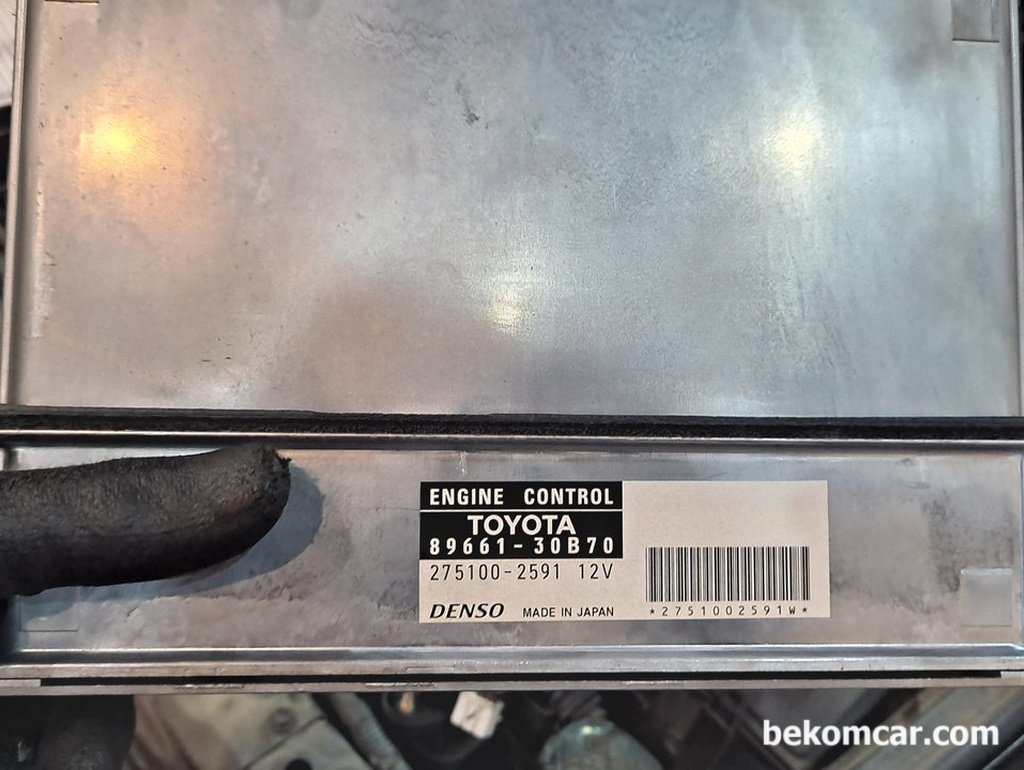 ENGINE CONTROL
TOYOTA
89661-30B70
275100-2591 12V
DENSO MADE IN JAPAN
*2751002591W*
bekomcar.com